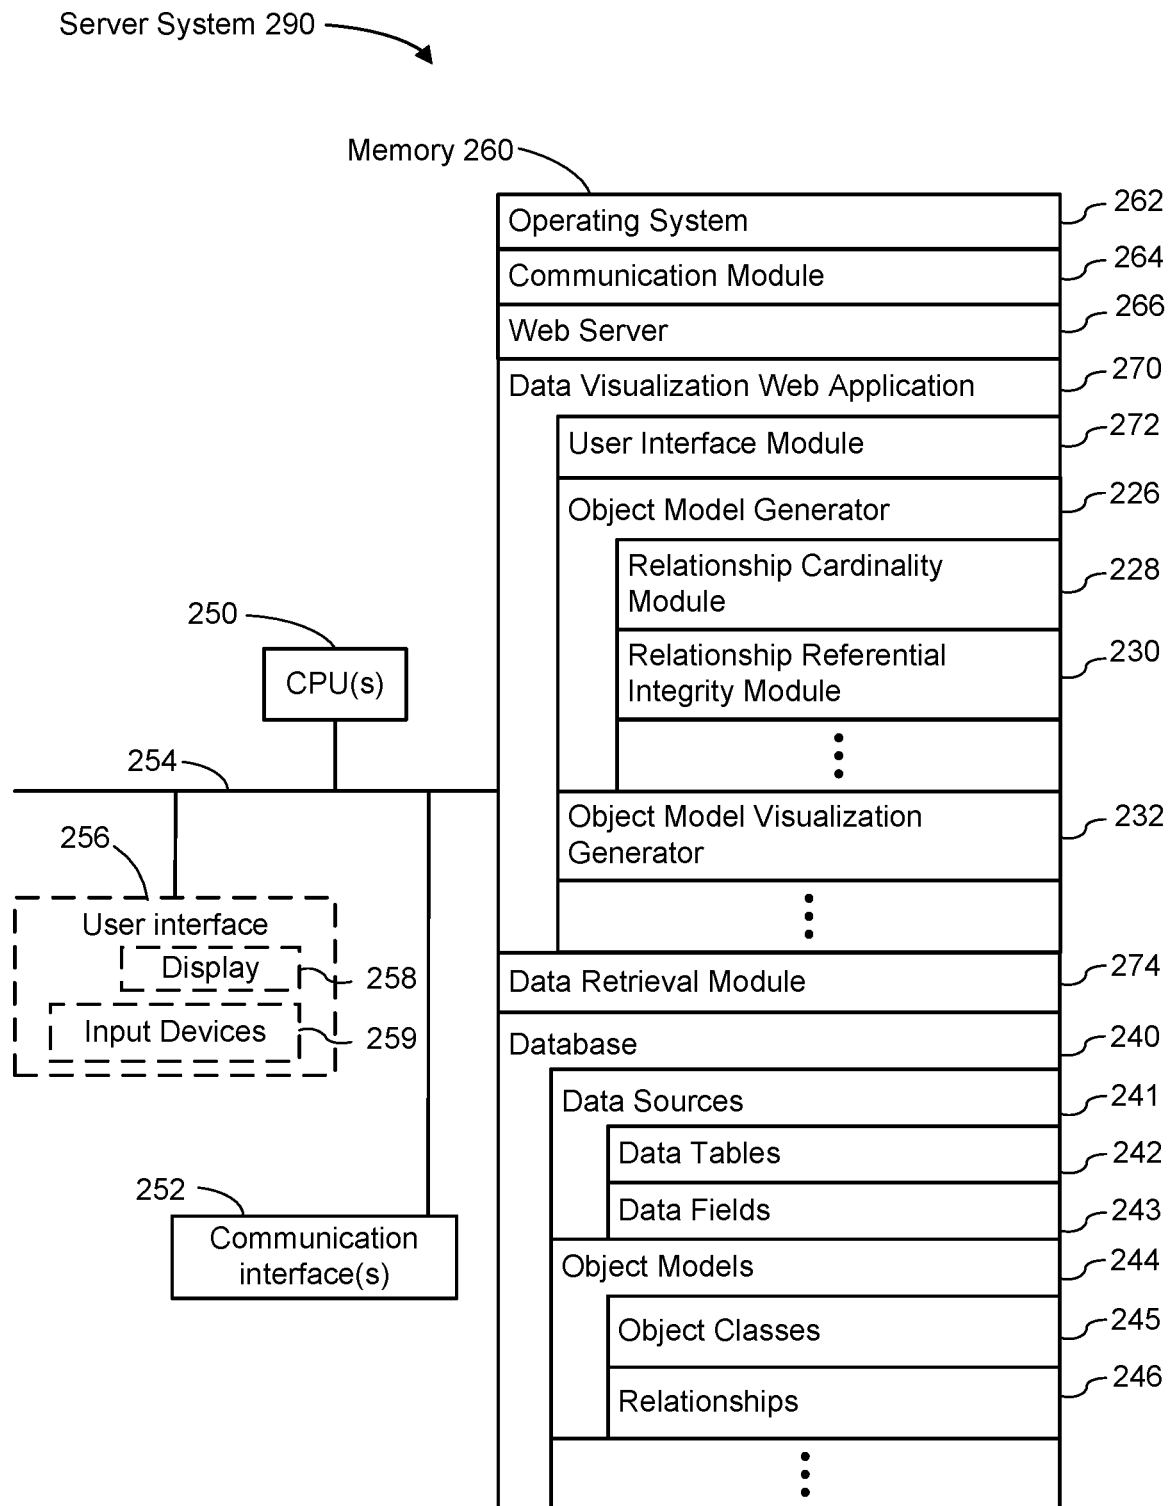 Server System 290
Memory 260
Operating System
262
Communication Module
264
Web Server
266
Data Visualization Web Application
270
User Interface Module
272
Object Model Generator
226
Relationship Cardinality
Module
228
Relationship Referential
Integrity Module
230
Object Model Visualization
Generator
232
Data Retrieval Module
274
Database
240
Data Sources
241
Data Tables
242
Data Fields
243
Object Models
244
Object Classes
245
Relationships
246
250
CPU(s)
254
256
User interface
Display
258
Input Devices
259
252
Communication
interface(s)